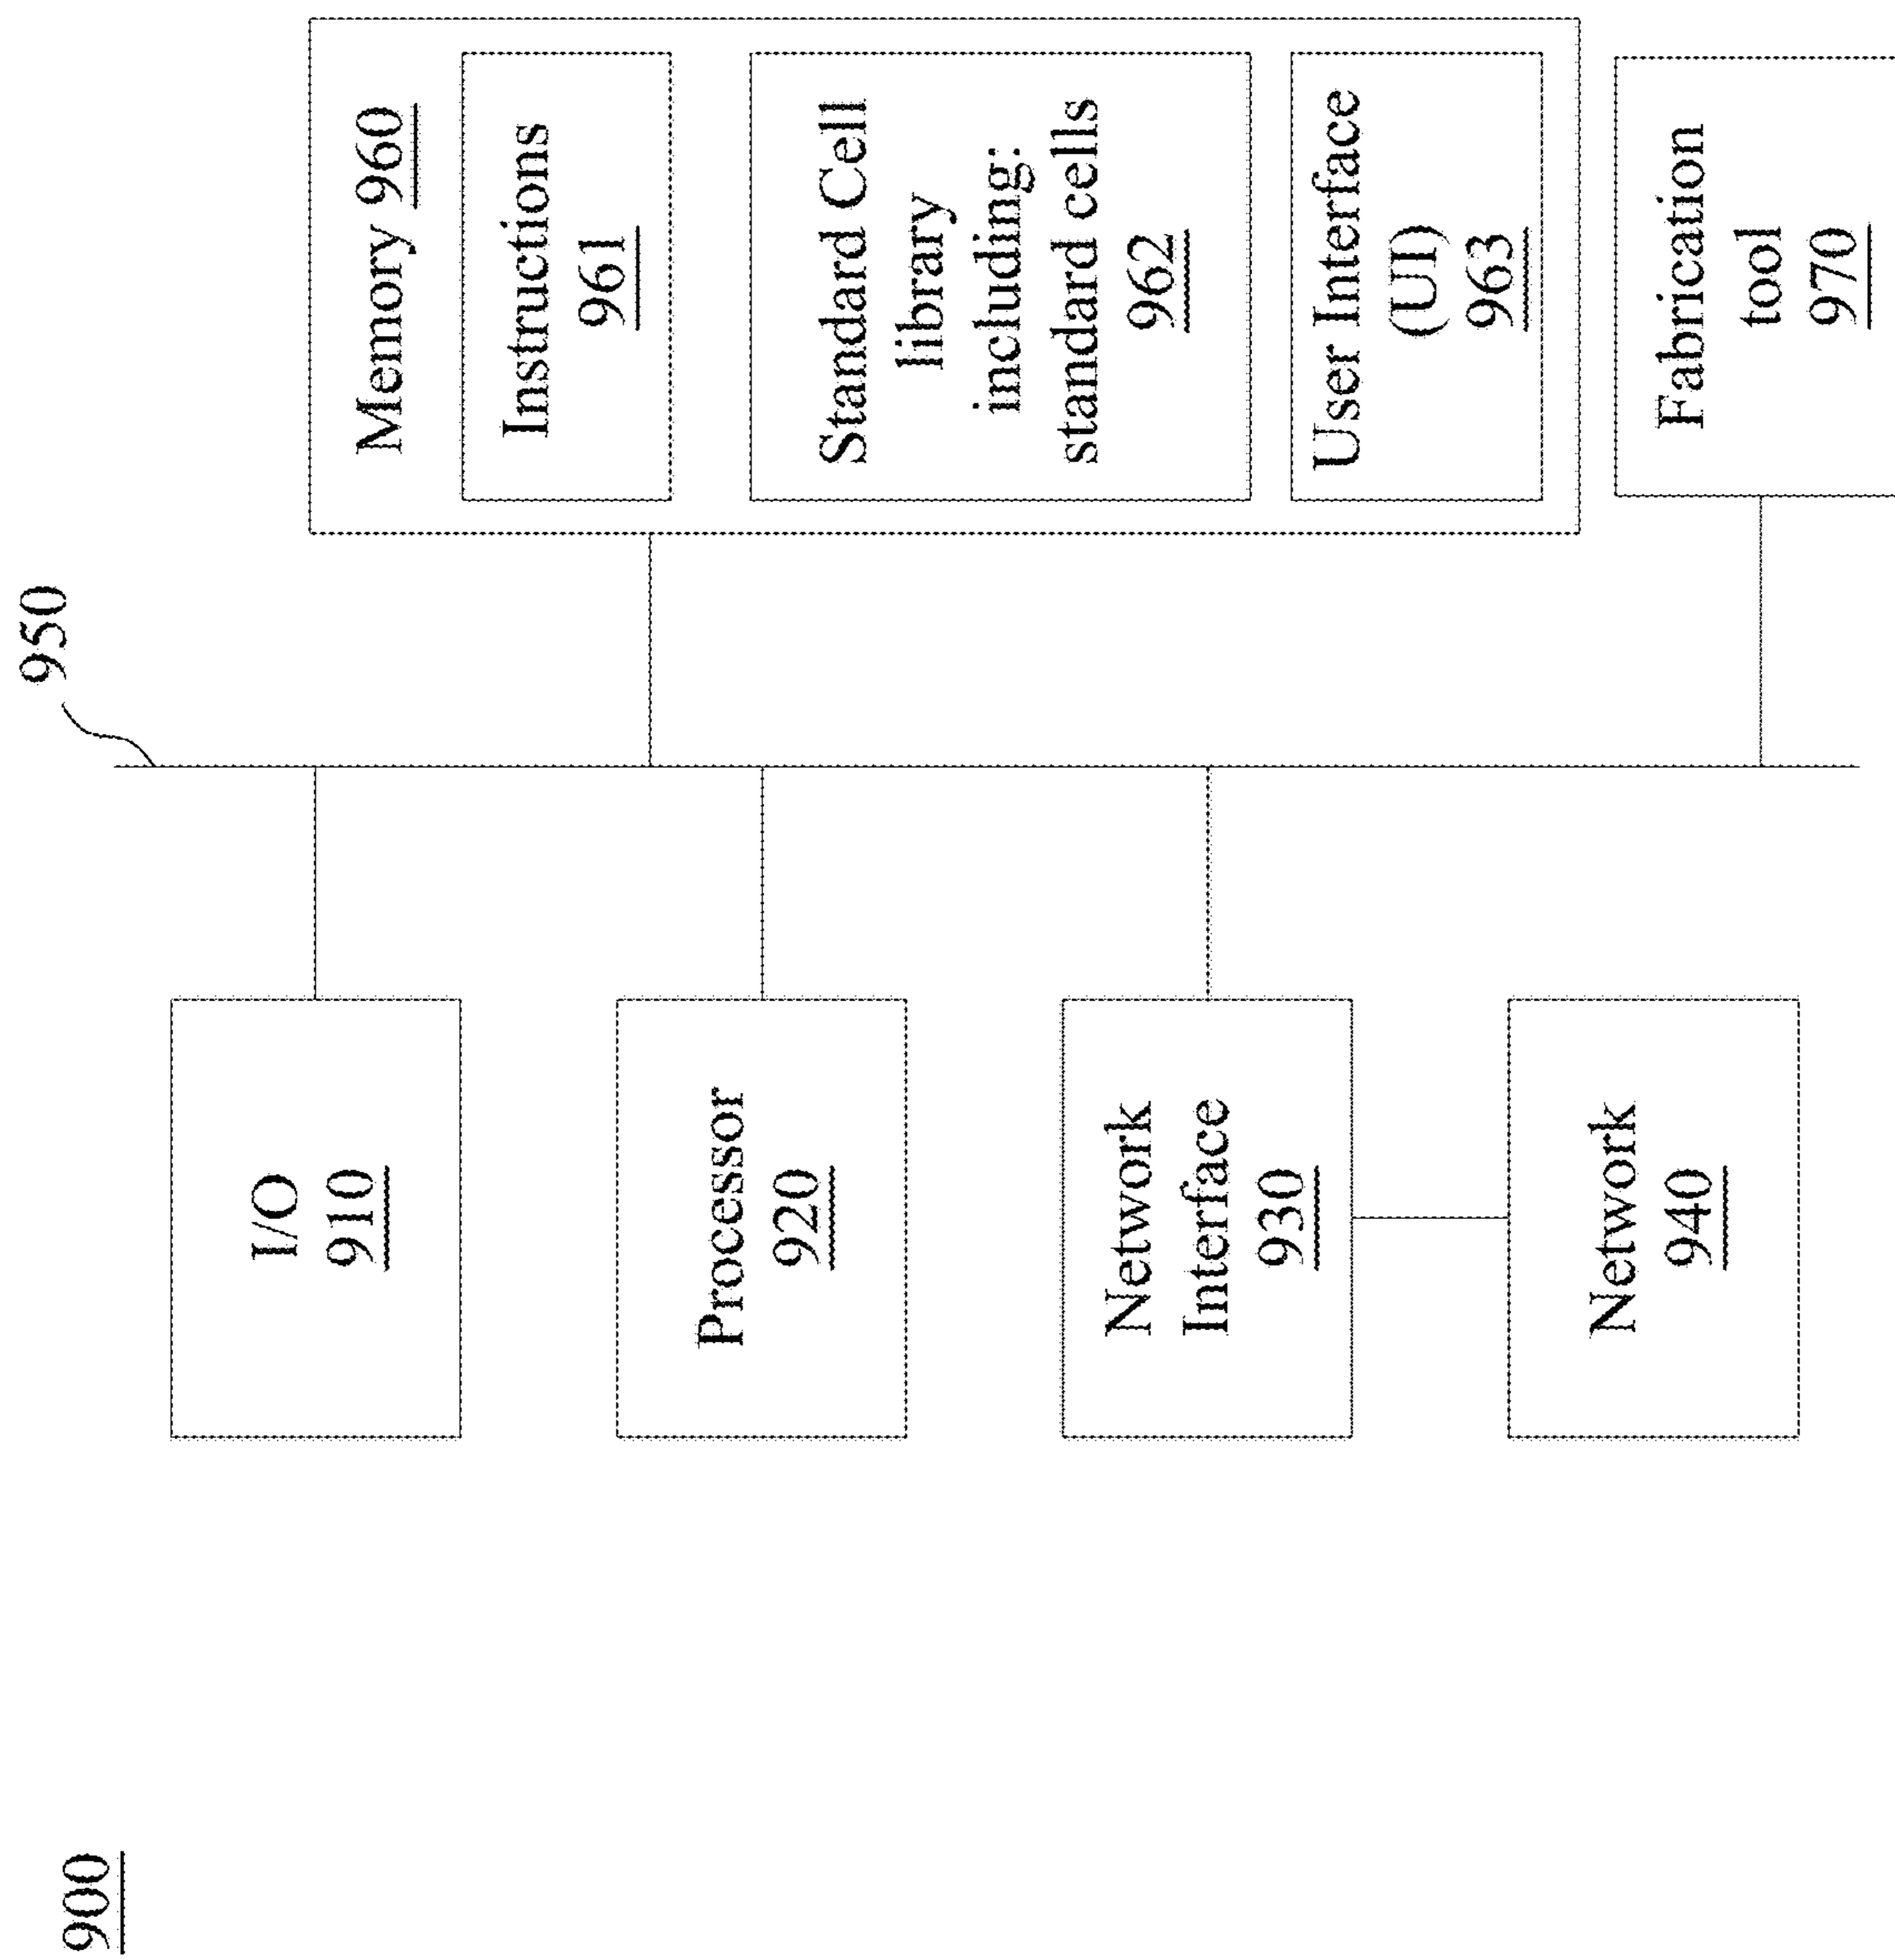 900
I/O
910
Processor
920
Network
Interface
930
Network
940
950
Memory 960
Instructions
961
Standard Cell
library
including:
standard cells
962
User Interface
(UI)
963
Fabrication
tool
970